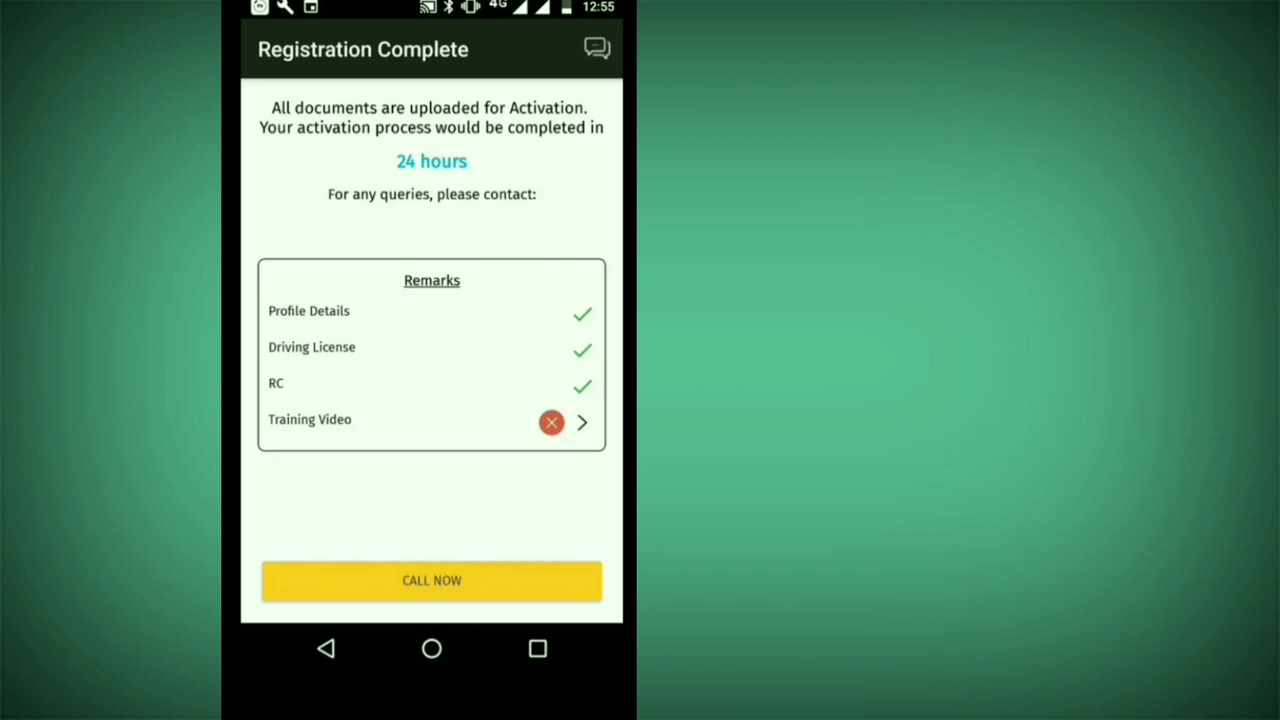 4G 12:55
Registration Complete
All documents are uploaded for Activation.
Your activation process would be completed in
24 hours
For any queries, please contact:
Remarks
Profile Details
Driving License
RC
Training Video
CALL NOW